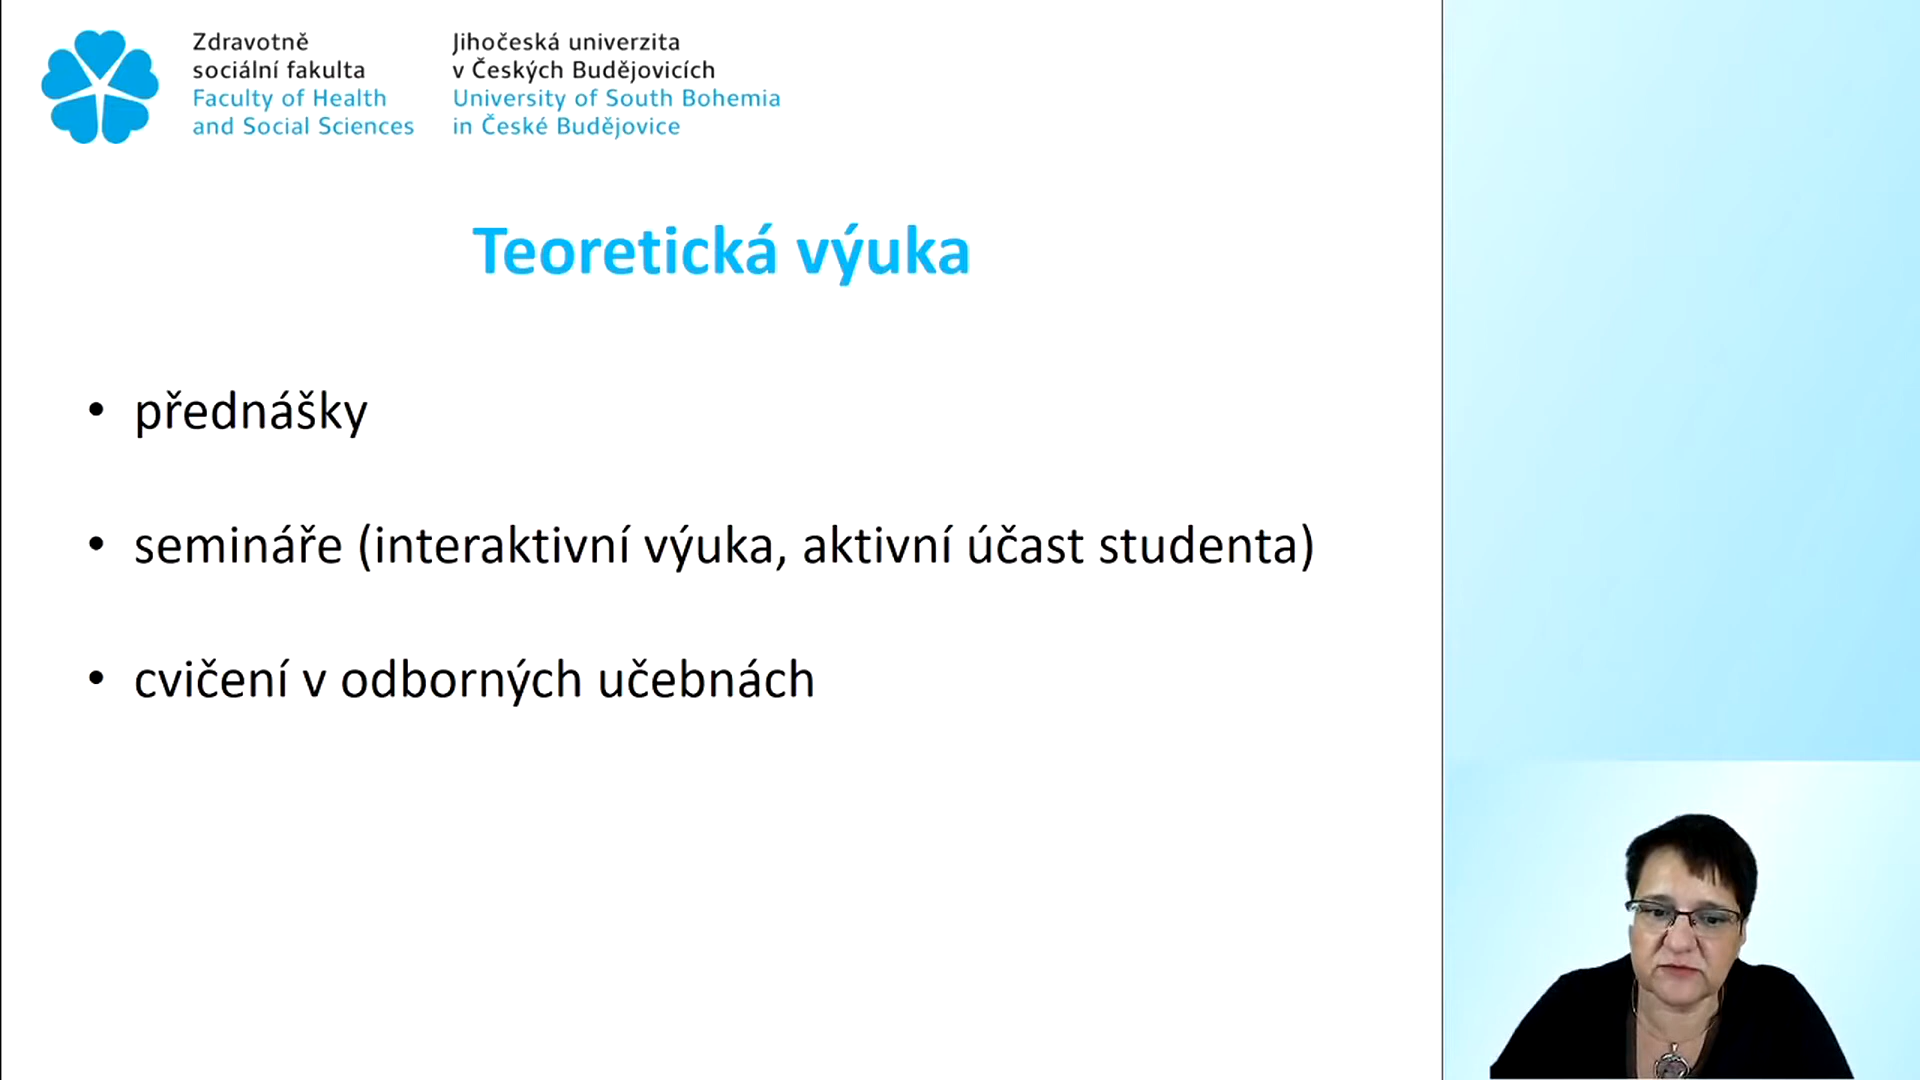 Zdravotně
sociální fakulta
Faculty of Health
and Social Sciences
Jihočeská univerzita
v Českých Budějovicích
University of South Bohemia
in České Budějovice
Teoretická výuka
• přednášky
• semináře (interaktivní výuka, aktivní účast studenta)
• cvičení v odborných učebnách